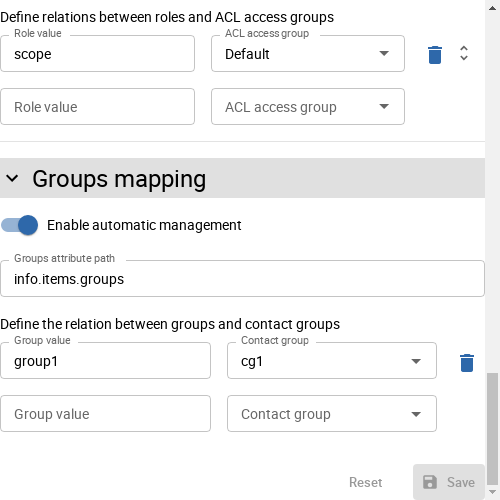 Define relations between roles and ACL access groups
Role value
ACL access group
scope
Default
Role value
ACL access group
Groups mapping
Enable automatic management
Groups attribute path
info.items.groups
Define the relation between groups and contact groups
Group value
Contact group
group1
cg1
Group value
Contact group
Reset
Save